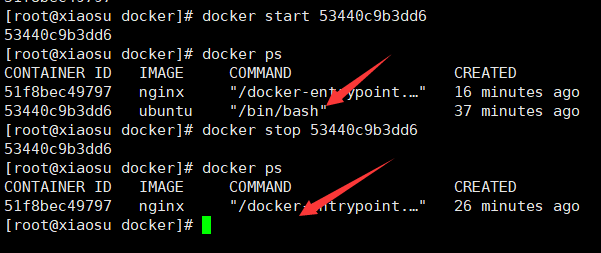 [root@xiaosu docker]# docker start 53440c9b3dd6
53440c9b3dd6
[root@xiaosu docker]# docker ps
CONTAINER ID IMAGE COMMAND CREATED
51f8bec49797 nginx "/docker-entrypoint.…" 16 minutes ago
53440c9b3dd6 ubuntu "/bin/bash" 37 minutes ago
[root@xiaosu docker]# docker stop 53440c9b3dd6
53440c9b3dd6
[root@xiaosu docker]# docker ps
CONTAINER ID IMAGE COMMAND CREATED
51f8bec49797 nginx "/docker-entrypoint.…" 26 minutes ago
[root@xiaosu docker]#